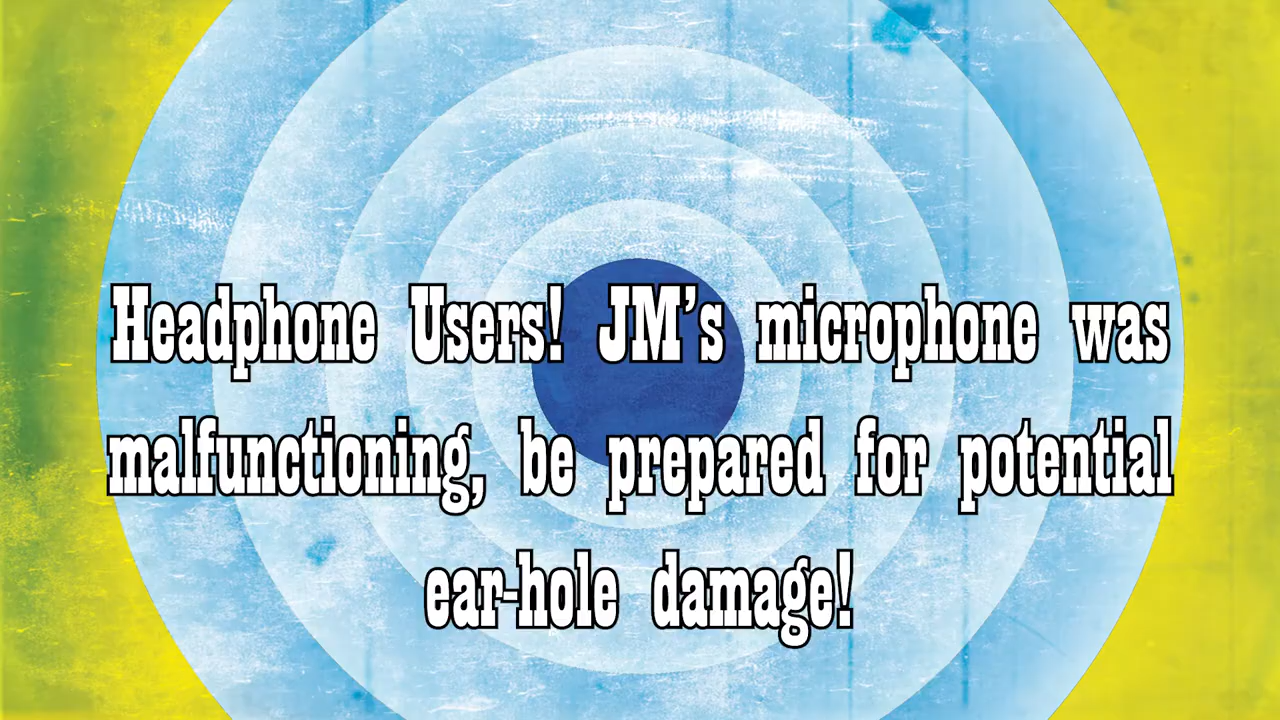 Headphone Users! JM's microphone was
malfunctioning, be prepared for potential
ear-hole damage!